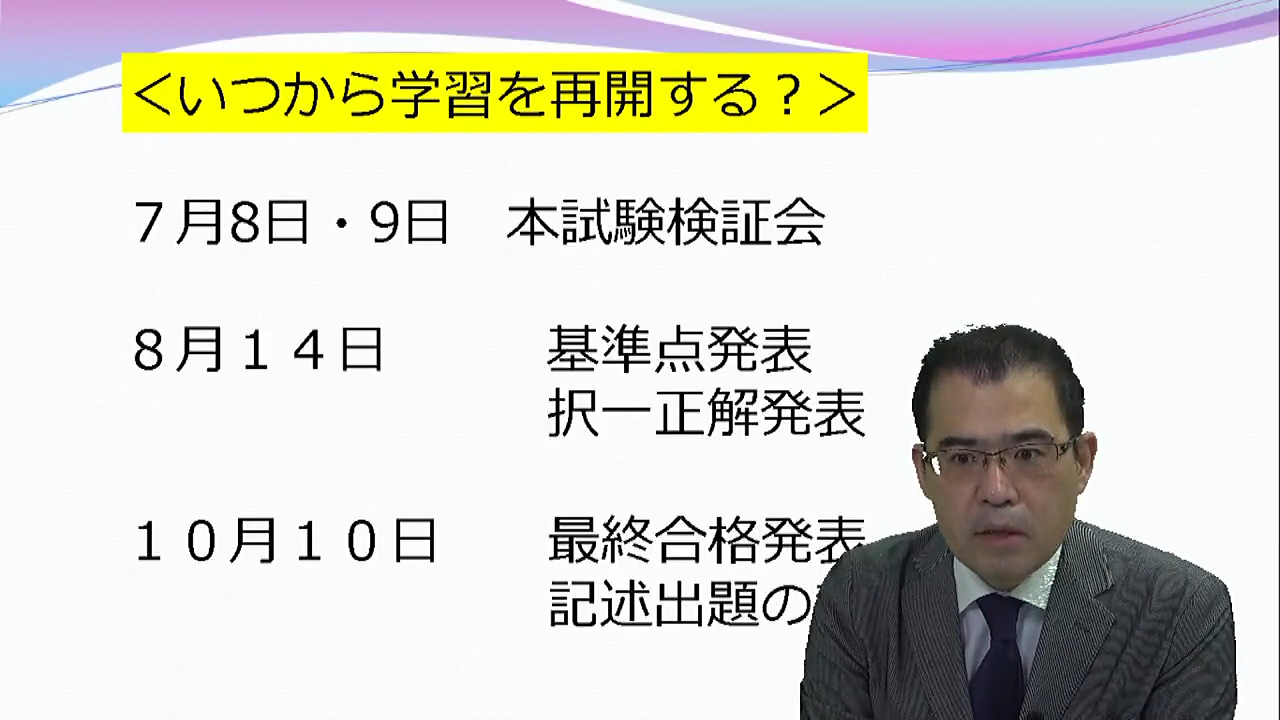 ＜いつから学習を再開する？＞
７月8日・9日　本試験検証会
８月１４日　　　基準点発表
択一正解発表
１０月１０日　　最終合格発表
記述出題の